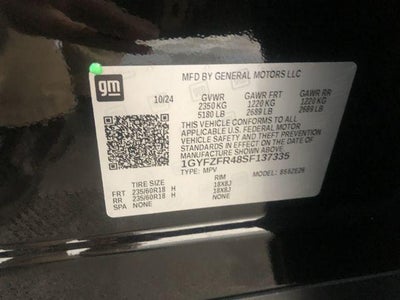 gm
MFD BY GENERAL MOTORS LLC
10/24 GVWR GAWR FRT GAWR RR
2350 KG 1220 KG 1220 KG
5180 LB 2689 LB 2689 LB
THIS VEHICLE CONFORMS TO ALL
APPLICABLE U.S. FEDERAL MOTOR
VEHICLE SAFETY AND THEFT
PREVENTION STANDARDS IN EFFECT ON
THE DATE OF MANUFACTURE SHOWN ABOVE.
1GYFZFR48SF137335
TYPE: MPV MODEL:
TIRE SIZE RIM
FRT 235/60R18 H 18X8J
RR 235/60R18 H 18X8J
SPA NONE NONE